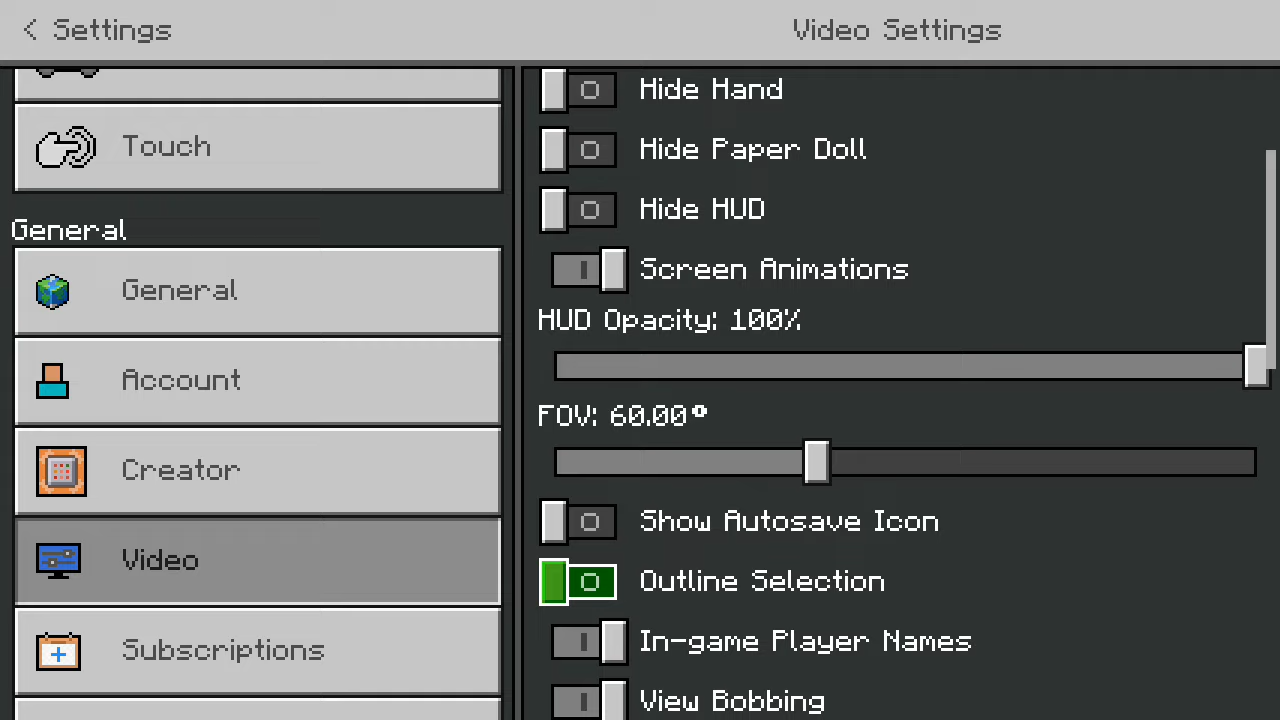 Settings
Video Settings
Touch
General
General
Account
Creator
Video
Subscriptions
Hide Hand
Hide Paper Doll
Hide HUD
Screen Animations
HUD Opacity: 100%
FOV: 60.00°
Show Autosave Icon
Outline Selection
In-game Player Names
View Bobbing